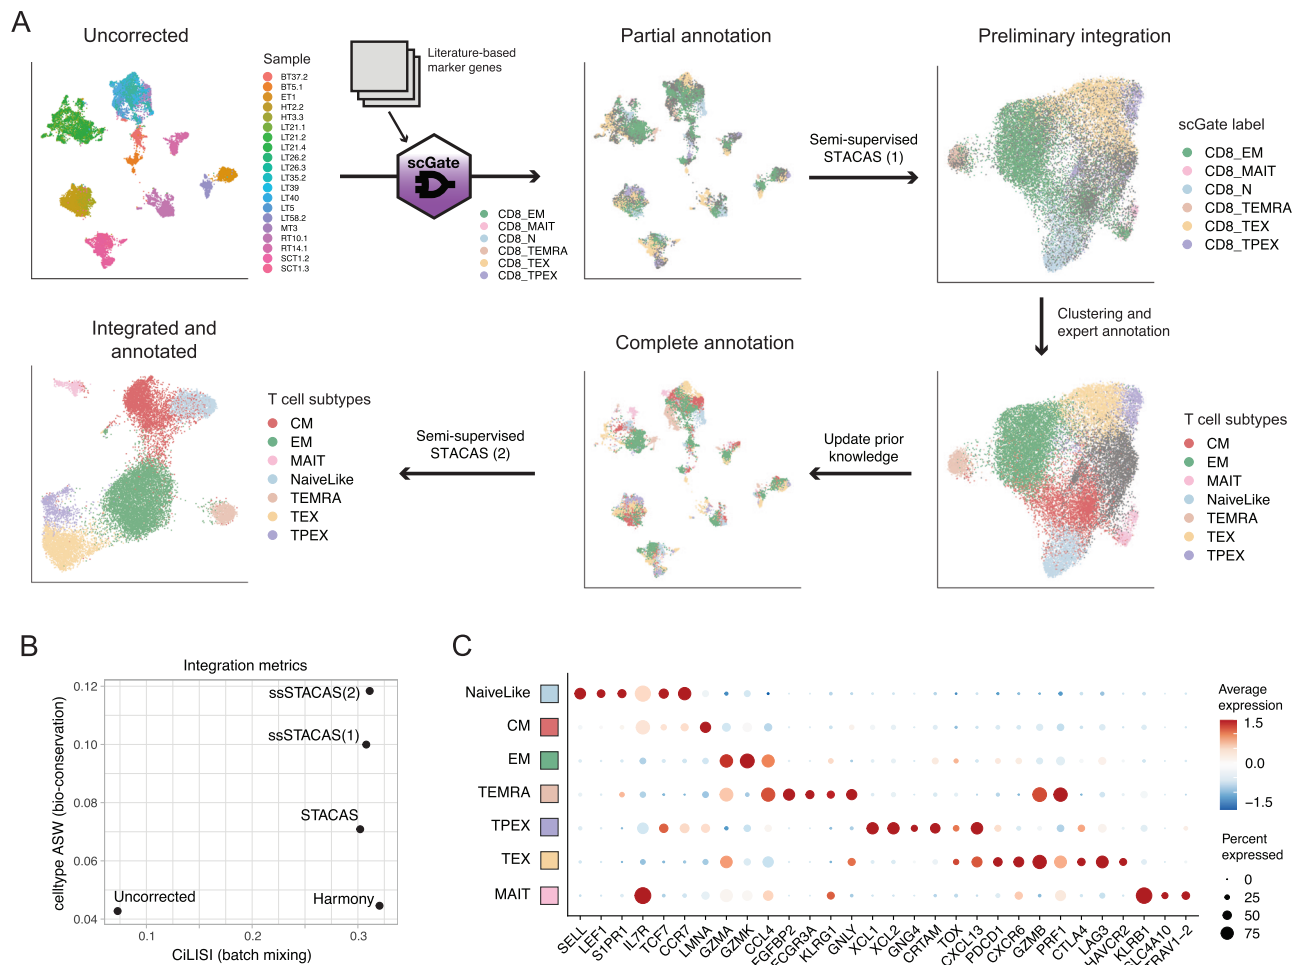 A
Uncorrected
Sample
BT37.2
BT5.1
ET1
HT2.2
HT3.3
LT21.1
LT21.2
LT21.4
LT26.2
LT26.3
LT35.2
LT39
LT40
LT5
LT58.2
MT3
RT10.1
RT14.1
SCT1.2
SCT1.3
Literature-based
marker genes
scGate
CD8_EM
CD8_MAIT
CD8_N
CD8_TEMRA
CD8_TEX
CD8_TPEX
Partial annotation
Semi-supervised
STACAS (1)
Preliminary integration
scGate label
CD8_EM
CD8_MAIT
CD8_N
CD8_TEMRA
CD8_TEX
CD8_TPEX
Clustering and
expert annotation
T cell subtypes
CM
EM
MAIT
NaiveLike
TEMRA
TEX
TPEX
Update prior
knowledge
Complete annotation
Semi-supervised
STACAS (2)
Integrated and
annotated
T cell subtypes
CM
EM
MAIT
NaiveLike
TEMRA
TEX
TPEX
B
Integration metrics
celltype ASW (bio-conservation)
0.12
0.10
0.08
0.06
0.04
ssSTACAS(2)
ssSTACAS(1)
STACAS
Uncorrected
Harmony
0.1
0.2
0.3
CiLISI (batch mixing)
C
NaiveLike
CM
EM
TEMRA
TPEX
TEX
MAIT
SELL
LEF1
S1PR1
IL7R
TCF7
CCR7
LMNA
GZMA
GZMK
CCL4
FGFBP2
FCGR3A
KLRG1
GNLY
XCL1
XCL2
GNG4
CRTAM
TOX
CXCL13
PDCD1
CXCR6
GZMB
PRF1
CTLA4
LAG3
HAVCR2
KLRB1
SLC4A10
TRAV1-2
Average
expression
1.5
0.0
−1.5
Percent
expressed
0
25
50
75